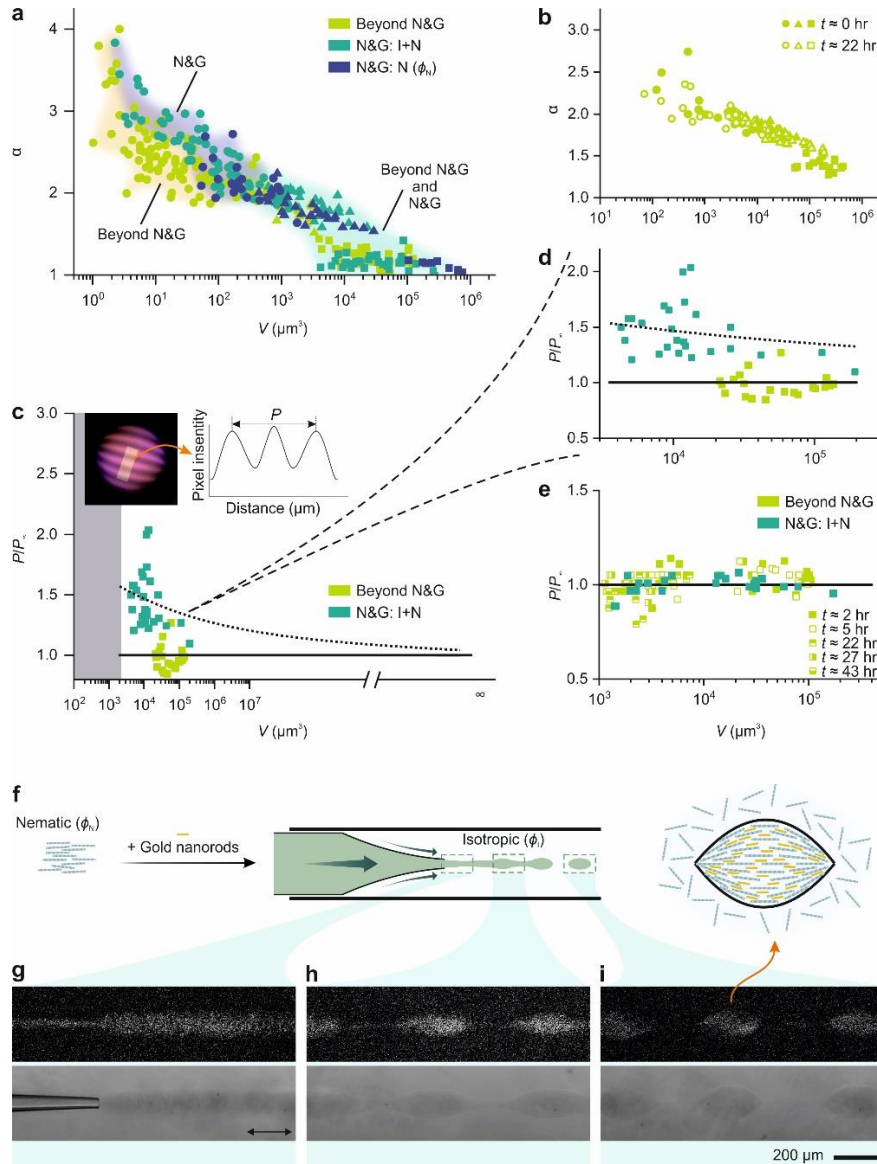 a
Beyond N&G
N&G: I+N
N&G: N (ϕN)
N&G
Beyond N&G
Beyond N&G
and
N&G
4
3
2
1
α
10⁰ 10¹ 10² 10³ 10⁴ 10⁵ 10⁶
V (µm³)
b
t ≈ 0 hr
t ≈ 22 hr
3.0
2.5
2.0
1.5
1.0
α
10¹ 10² 10³ 10⁴ 10⁵ 10⁶
c
3.0
2.5
2.0
1.5
1.0
P/P∞
P
Pixel insentity
Distance (µm)
Beyond N&G
N&G: I+N
10² 10³ 10⁴ 10⁵ 10⁶ 10⁷ ∞
V (µm³)
d
2.0
1.5
1.0
0.5
P/P∞
10⁴ 10⁵
e
Beyond N&G
N&G: I+N
1.5
1.0
0.5
P/P∞
t ≈ 2 hr
t ≈ 5 hr
t ≈ 22 hr
t ≈ 27 hr
t ≈ 43 hr
10³ 10⁴ 10⁵
V (µm³)
f
Nematic (ϕN)
+ Gold nanorods
Isotropic (ϕI)
g
h
i
200 µm